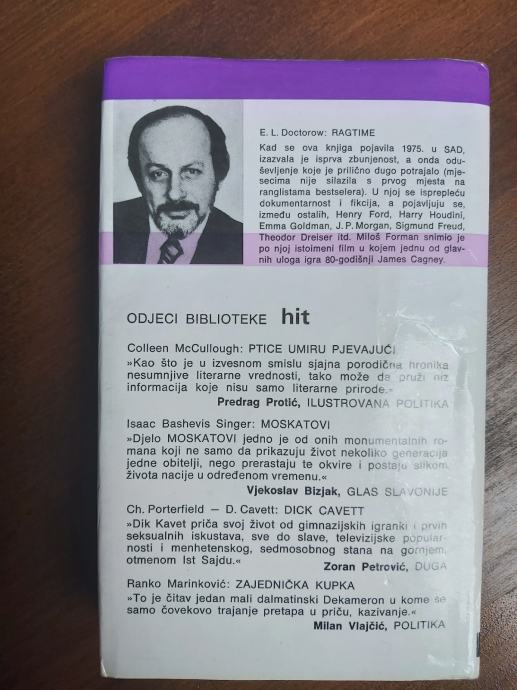 E. L. Doctorow: RAGTIME
Kad se ova knjiga pojavila 1975. u SAD,
izazvala je isprva zbunjenost, a onda odu-
ševljenje koje je prilično dugo potrajalo (mje-
secima nije silazila s prvog mjesta na
ranglistama bestselera). U njoj se isprepleću
dokumentarnost i fikcija, a pojavljuju se,
između ostalih, Henry Ford, Harry Houdini,
Emma Goldman, J. P. Morgan, Sigmund Freud,
Theodor Dreiser itd. Miloš Forman snimio je
po njoj istoimeni film u kojem jednu od glav-
nih uloga igra 80-godišnji James Cagney.
ODJECI BIBLIOTEKE hit
Colleen McCullough: PTICE UMIRU PJEVAJUĆI
»Kao što je u izvesnom smislu sjajna porodična hronika
nesumnjive literarne vrednosti, tako može da pruži niz
informacija koje nisu samo literarne prirode.«
Predrag Protić, ILUSTROVANA POLITIKA
Isaac Bashevis Singer: MOSKATOVI
»Djelo MOSKATOVI jedno je od onih monumentalnih ro-
mana koji ne samo da prikazuju život nekoliko generacija
jedne obitelji, nego prerastaju te okvire i postaju slikom
života nacije u određenom vremenu.«
Vjekoslav Bizjak, GLAS SLAVONIJE
Ch. Porterfield — D. Cavett: DICK CAVETT
»Dik Kavet priča svoj život od gimnazijskih igranki i prvih
seksualnih iskustava, sve do slave, televizijske popular-
nosti i menhetenskog, sedmosobnog stana na gornjem,
otmenom Ist Sajdu.«
Zoran Petrović, DUGA
Ranko Marinković: ZAJEDNIČKA KUPKA
»To je čitav jedan mali dalmatinski Dekameron u kome se
samo čovekovo trajanje pretapa u priču, kazivanje.«
Milan Vlajčić, POLITIKA